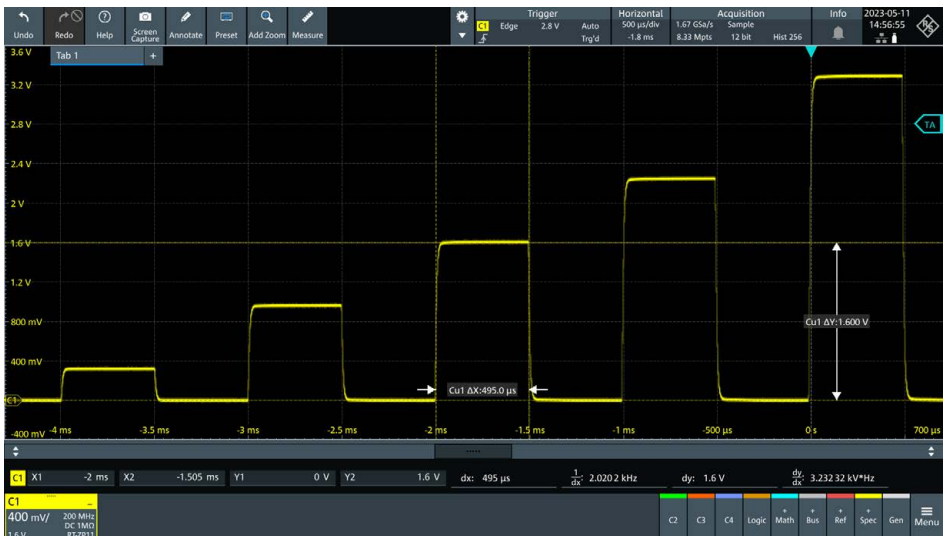 Undo Redo Help Screen Capture Annotate Preset Add Zoom Measure
Trigger Horizontal Acquisition Info 2023-05-11
C1 Edge 2.8 V Auto 500 µs/div 1.67 GSa/s Sample 14:56:55
Trg'd -1.8 ms 8.33 Mpts 12 bit Hist 256
3.6 V Tab 1 +
3.2 V
2.8 V TA
2.4 V
2 V
1.6 V
1.2 V
800 mV Cu1 ΔY:1.600 V
400 mV
Cu1 ΔX:495.0 µs
C1
-400 mV -4 ms -3.5 ms -3 ms -2.5 ms -2 ms -1.5 ms -1 ms -500 µs 0 s 700 µs
C1 X1 -2 ms X2 -1.505 ms Y1 0 V Y2 1.6 V dx: 495 µs 1/dx: 2.020 2 kHz dy: 1.6 V dy/dx: 3.232 32 kV*Hz
C1
400 mV/ 200 MHz
DC 1MΩ
1.6 V RT-ZP11
C2 C3 C4 Logic + Math + Bus + Ref + Spec Gen Menu